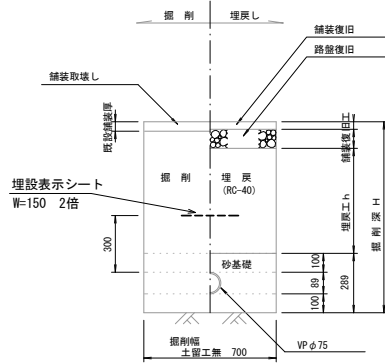 掘 削
埋戻し
舗装復旧
路盤復旧
舗装取壊し
既設舗装厚
舗装復旧工
掘 削
埋 戻
(RC-40)
埋戻工h
掘 削 深 H
埋設表示シート
W=150 2倍
300
砂基礎
100
89
100
289
掘削幅
土留工無 700
VPφ75